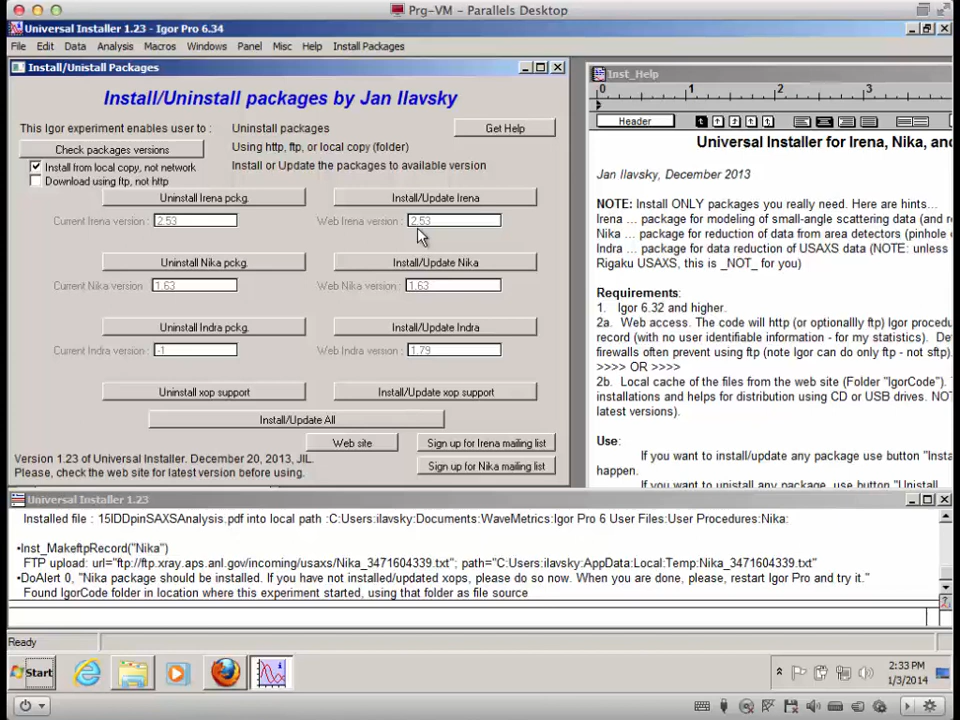 Prg-VM - Parallels Desktop
Universal Installer 1.23 - Igor Pro 6.34
File Edit Data Analysis Macros Windows Panel Misc Help Install Packages
Install/Unistall Packages
Install/Uninstall packages by Jan Ilavsky
This Igor experiment enables user to :
Uninstall packages
Get Help
Check packages versions
Using http, ftp, or local copy (folder)
Install from local copy, not network
Install or Update the packages to available version
Download using ftp, not http
Uninstall Irena pckg.
Install/Update Irena
Current Irena version : 2.53
Web Irena version : 2.53
Uninstall Nika pckg.
Install/Update Nika
Current Nika version : 1.63
Web Nika version : 1.63
Uninstall Indra pckg.
Install/Update Indra
Current Indra version : -1
Web Indra version : 1.79
Uninstall xop support
Install/Update xop support
Install/Update All
Web site
Sign up for Irena mailing list
Version 1.23 of Universal Installer. December 20, 2013, JIL.
Please, check the web site for latest version before using.
Sign up for Nika mailing list
Inst_Help
0 1 2 3
Header
Universal Installer for Irena, Nika, an
Jan Ilavsky, December 2013
NOTE: Install ONLY packages you really need. Here
Irena ... package for modeling of small-angle scattering data (and r
Nika ... package for reduction of data from area detectors (pinhole
Indra ... package for data reduction of USAXS data (NOTE: unless
Rigaku USAXS, this is _NOT_ for you)
Requirements:
1. Igor 6.32 and higher.
2a. Web access. The code will http (or optionallly ftp) Igor procedu
record (with no user identifiable information - for my statistics). De
firewalls often prevent using ftp (note Igor can do only ftp - not sftp).
>>>> OR >>>>
2b. Local cache of the files from the web site (Folder "IgorCode").
installations and helps for distribution using CD or USB drives. NO
latest versions).
Use:
If you want to install/update any package use button "Insta
happen.
If you want to unistall any package, use button "Unistall
Universal Installer 1.23
Installed file : 15IDDpinSAXSAnalysis.pdf into local path :C:Users:ilavsky:Documents:WaveMetrics:Igor Pro 6 User Files:User Procedures:Nika:
•Inst_MakeftpRecord("Nika")
FTP upload: url="ftp://ftp.xray.aps.anl.gov/incoming/usaxs/Nika_3471604339.txt"; path="C:Users:ilavsky:AppData:Local:Temp:Nika_3471604339.txt"
•DoAlert 0, "Nika package should be installed. If you have not installed/updated xops, please do so now. When you are done, please, restart Igor Pro and try it."
Found IgorCode folder in location where this experiment started, using that folder as file source
Ready
Start
2:33 PM
1/3/2014